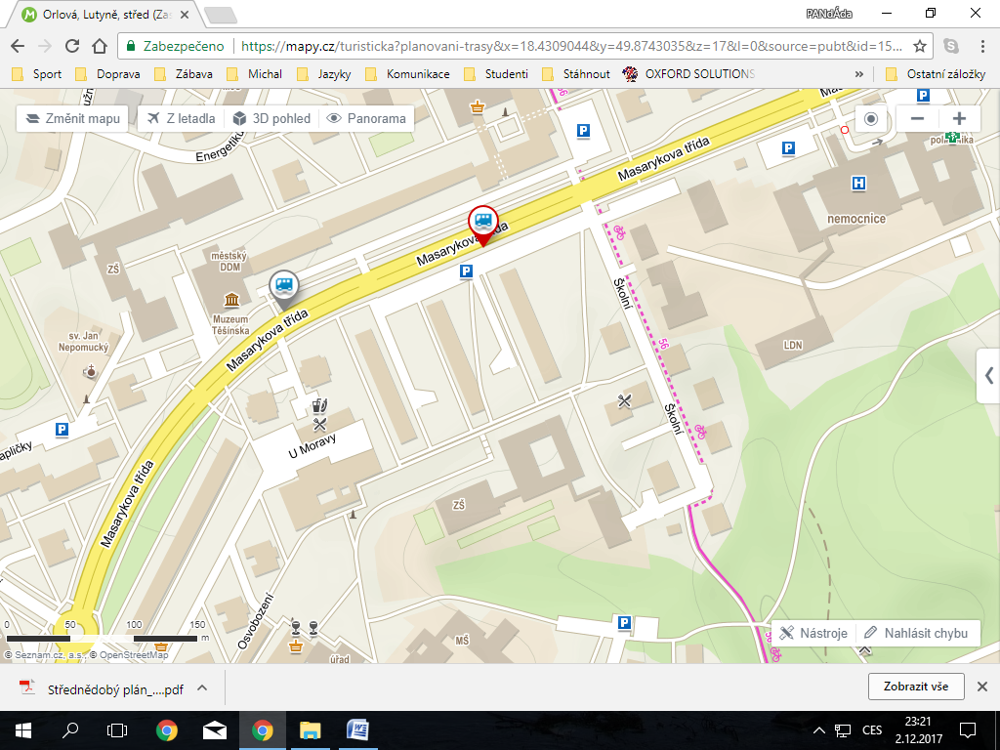 Orlová, Lutyně, střed (Zas
PANdÁda
Zabezpečeno
https://mapy.cz/turisticka?planovani-trasy&x=18.4309044&y=49.8743035&z=17&l=0&source=pubt&id=15...
Sport
Doprava
Zábava
Michal
Jazyky
Komunikace
Studenti
Stáhnout
OXFORD SOLUTIONS
»
Ostatní záložky
Změnit mapu
Z letadla
3D pohled
Panorama
Energetiků
Masarykova třída
P
P
P
H
nemocnice
poliklinika
56
ZŠ
městský
DDM
Muzeum
Těšínska
Masarykova třída
P
Masarykova třída
Školní
56
sv. Jan
Nepomucký
LDN
P
apličky
U Moravy
Školní
Masarykova třída
ZŠ
Osvobození
MŠ
úřad
P
0 50 100 150 m
© Seznam.cz, a.s., © OpenStreetMap
Nástroje
Nahlásit chybu
Střednědobý plán_....pdf
Zobrazit vše
CES
23:21
2.12.2017